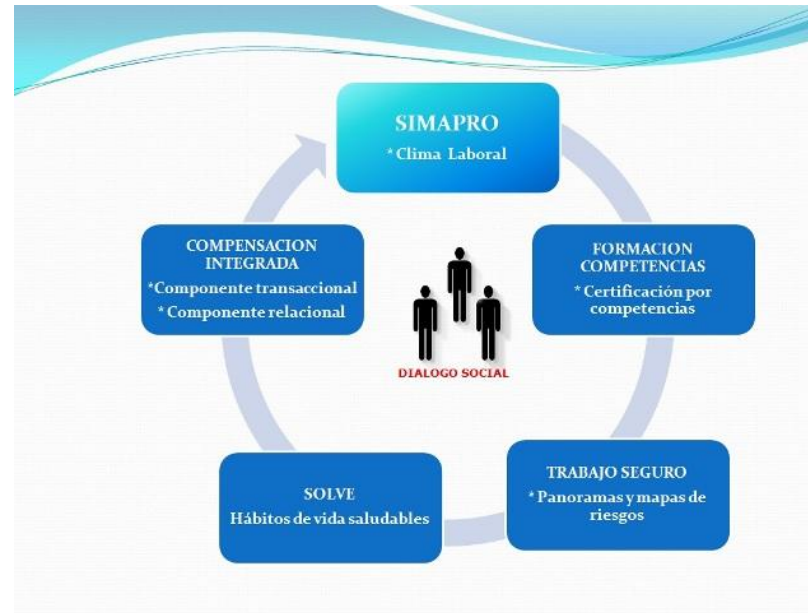 SIMAPRO
* Clima Laboral
FORMACION
COMPETENCIAS
* Certificación por
competencias
TRABAJO SEGURO
* Panoramas y mapas de
riesgos
SOLVE
Hábitos de vida saludables
COMPENSACION
INTEGRADA
*Componente transaccional
* Componente relacional
DIALOGO SOCIAL